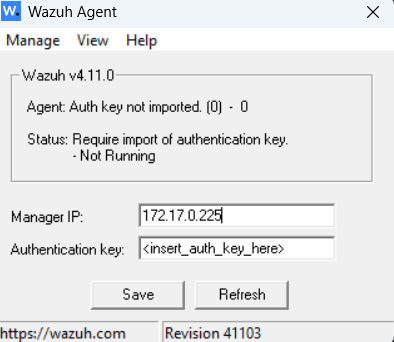 W. Wazuh Agent
Manage View Help
Wazuh v4.11.0
Agent: Auth key not imported. (0) - 0
Status: Require import of authentication key.
- Not Running
Manager IP: 172.17.0.225
Authentication key: <insert_auth_key_here>
Save Refresh
https://wazuh.com Revision 41103